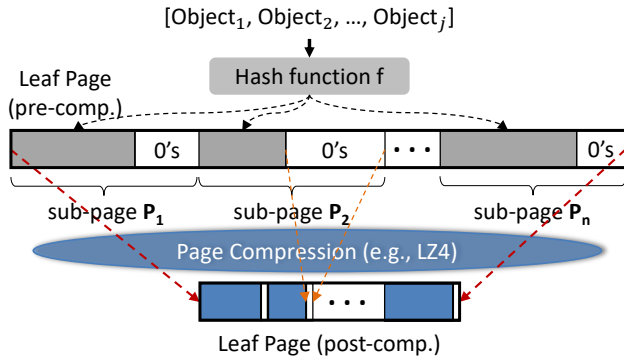 [Object₁, Object₂, …, Objectⱼ]
Hash function f
Leaf Page
(pre-comp.)
0's
0's
• • •
0's
sub-page P₁
sub-page P₂
sub-page Pₙ
Page Compression (e.g., LZ4)
• • •
Leaf Page (post-comp.)